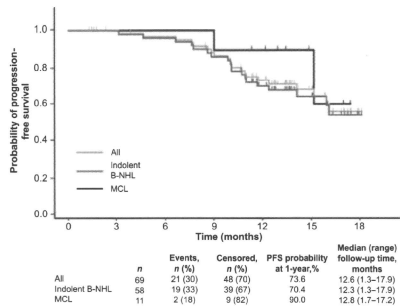 Probability of progression-
free survival
1.0
0.8
0.6
0.4
0.2
0.0
All
Indolent
B-NHL
MCL
0 3 6 9 12 15 18
Time (months)
n Events, n (%) Censored, n (%) PFS probability at 1-year,% Median (range) follow-up time, months
All 69 21 (30) 48 (70) 73.6 12.6 (1.3–17.9)
Indolent B-NHL 58 19 (33) 39 (67) 70.4 12.3 (1.3–17.9)
MCL 11 2 (18) 9 (82) 90.0 12.8 (1.7–17.2)